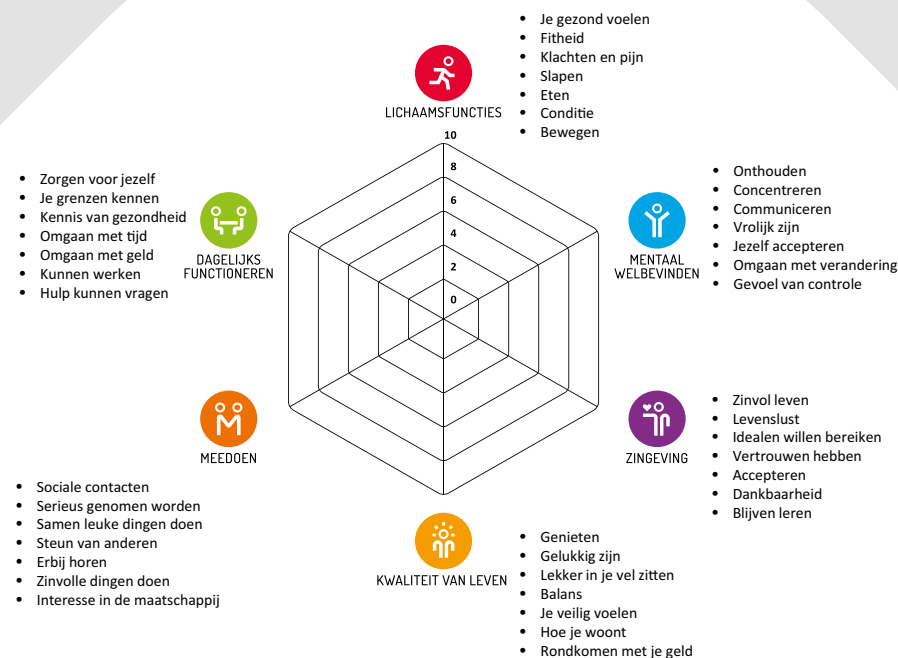 • Je gezond voelen
• Fitheid
• Klachten en pijn
• Slapen
• Eten
• Conditie
• Bewegen
LICHAAMSFUNCTIES
10
8
6
4
2
0
• Onthouden
• Concentreren
• Communiceren
• Vrolijk zijn
• Jezelf accepteren
• Omgaan met verandering
• Gevoel van controle
MENTAAL
WELBEVINDEN
• Zinvol leven
• Levenslust
• Idealen willen bereiken
• Vertrouwen hebben
• Accepteren
• Dankbaarheid
• Blijven leren
ZINGEVING
• Genieten
• Gelukkig zijn
• Lekker in je vel zitten
• Balans
• Je veilig voelen
• Hoe je woont
• Rondkomen met je geld
KWALITEIT VAN LEVEN
MEEDOEN
• Sociale contacten
• Serieus genomen worden
• Samen leuke dingen doen
• Steun van anderen
• Erbij horen
• Zinvolle dingen doen
• Interesse in de maatschappij
• Zorgen voor jezelf
• Je grenzen kennen
• Kennis van gezondheid
• Omgaan met tijd
• Omgaan met geld
• Kunnen werken
• Hulp kunnen vragen
DAGELIJKS
FUNCTIONEREN